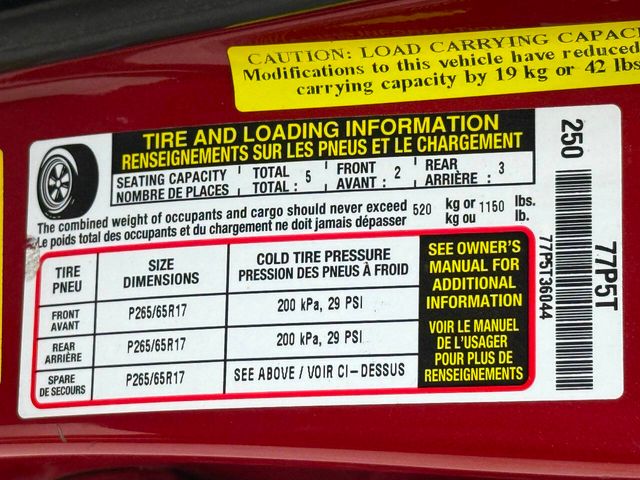 CAUTION: LOAD CARRYING
Modifications to this vehicle have reduced
carrying capacity by 19 kg or 42 lbs
TIRE AND LOADING INFORMATION
RENSEIGNEMENTS SUR LES PNEUS ET LE CHARGEMENT
SEATING CAPACITY
NOMBRE DE PLACES
TOTAL
TOTAL : 5
FRONT
AVANT : 2
REAR
ARRIÈRE : 3
The combined weight of occupants and cargo should never exceed 520 kg or 1150 lbs.
Le poids total des occupants et du chargement ne doit jamais dépasser kg ou lb.
TIRE
PNEU
SIZE
DIMENSIONS
COLD TIRE PRESSURE
PRESSION DES PNEUS À FROID
FRONT
AVANT
P265/65R17
200 kPa, 29 PSI
REAR
ARRIÈRE
P265/65R17
200 kPa, 29 PSI
SPARE
DE SECOURS
P265/65R17
SEE ABOVE / VOIR CI-DESSUS
SEE OWNER'S
MANUAL FOR
ADDITIONAL
INFORMATION
VOIR LE MANUEL
DE L'USAGER
POUR PLUS DE
RENSEIGNEMENTS
250
77P5T36044
77P5T